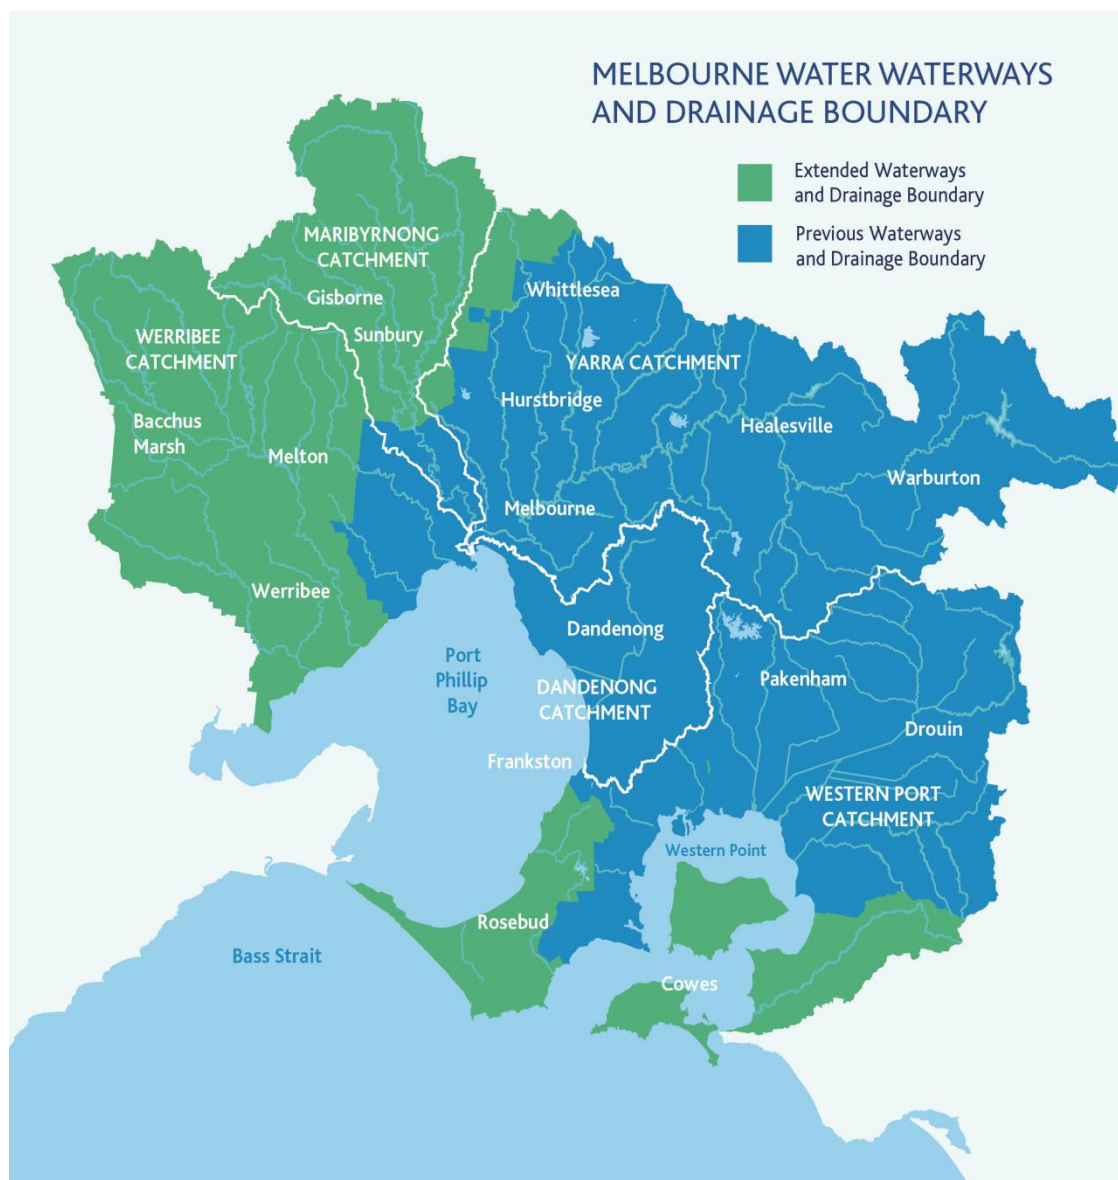 MELBOURNE WATER WATERWAYS
AND DRAINAGE BOUNDARY
Extended Waterways
and Drainage Boundary
Previous Waterways
and Drainage Boundary
MARIBYRNONG
CATCHMENT
Gisborne
Sunbury
Whittlesea
WERRIBEE
CATCHMENT
YARRA CATCHMENT
Hurstbridge
Bacchus
Marsh
Melton
Healesville
Warburton
Melbourne
Werribee
Dandenong
Port
Phillip
Bay
DANDENONG
CATCHMENT
Pakenham
Drouin
Frankston
WESTERN PORT
CATCHMENT
Western Point
Rosebud
Bass Strait
Cowes